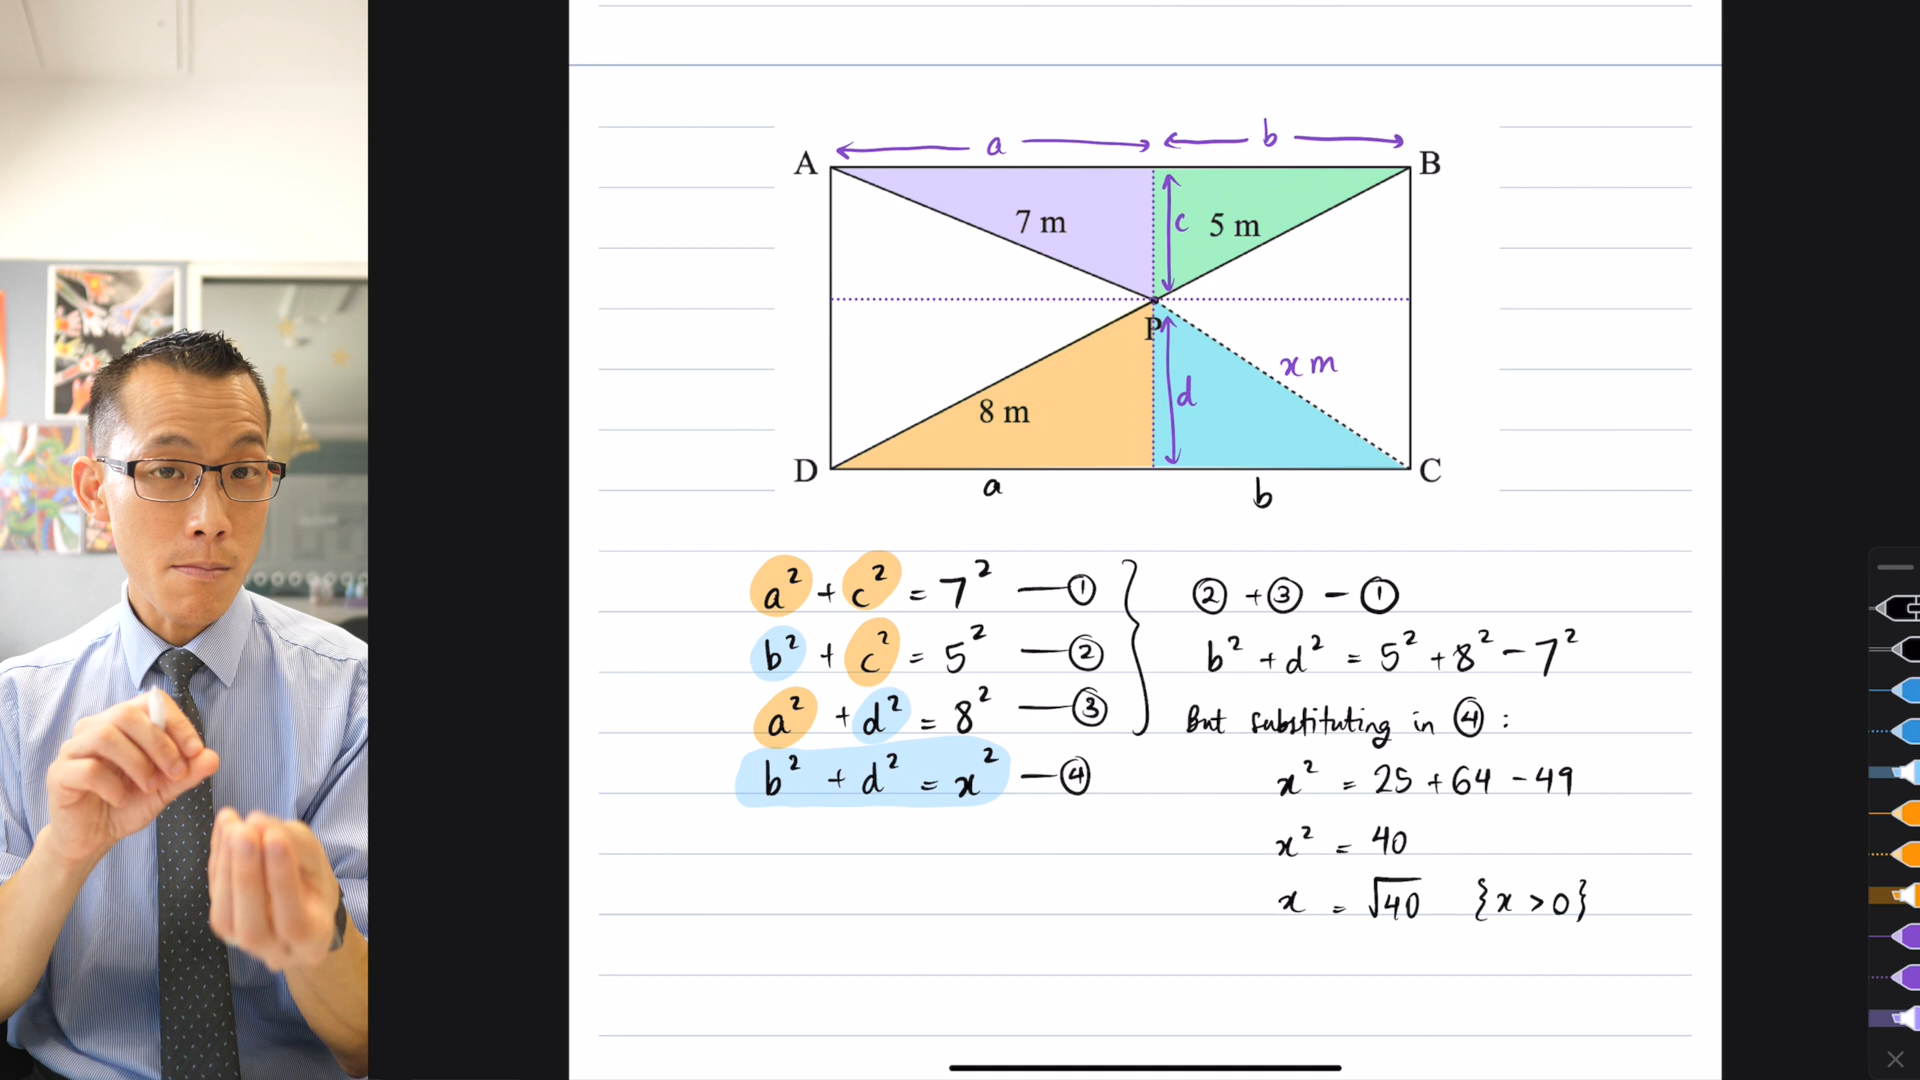 a b
A B
7 m c 5 m
P
x m
8 m d
D C
a b
a² + c² = 7² — ①
b² + c² = 5² — ②
a² + d² = 8² — ③
b² + d² = x² — ④
② + ③ - ①
b² + d² = 5² + 8² - 7²
But substituting in ④ :
x² = 25 + 64 - 49
x² = 40
x = √40 {x > 0}